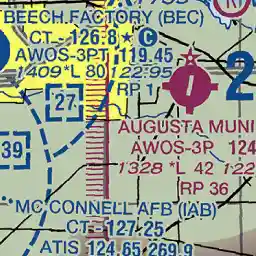 BEECH FACTORY (BEC)
CT - 126.8 ★ C
AWOS-3PT 119.45
1409 *L 80 122.95
RP 1
27
2
R
AUGUSTA MUNI
AWOS-3P 124
1328 *L 42 122
RP 36
39
MC CONNELL AFB (IAB)
CT - 127.25
ATIS 124.65 269.9